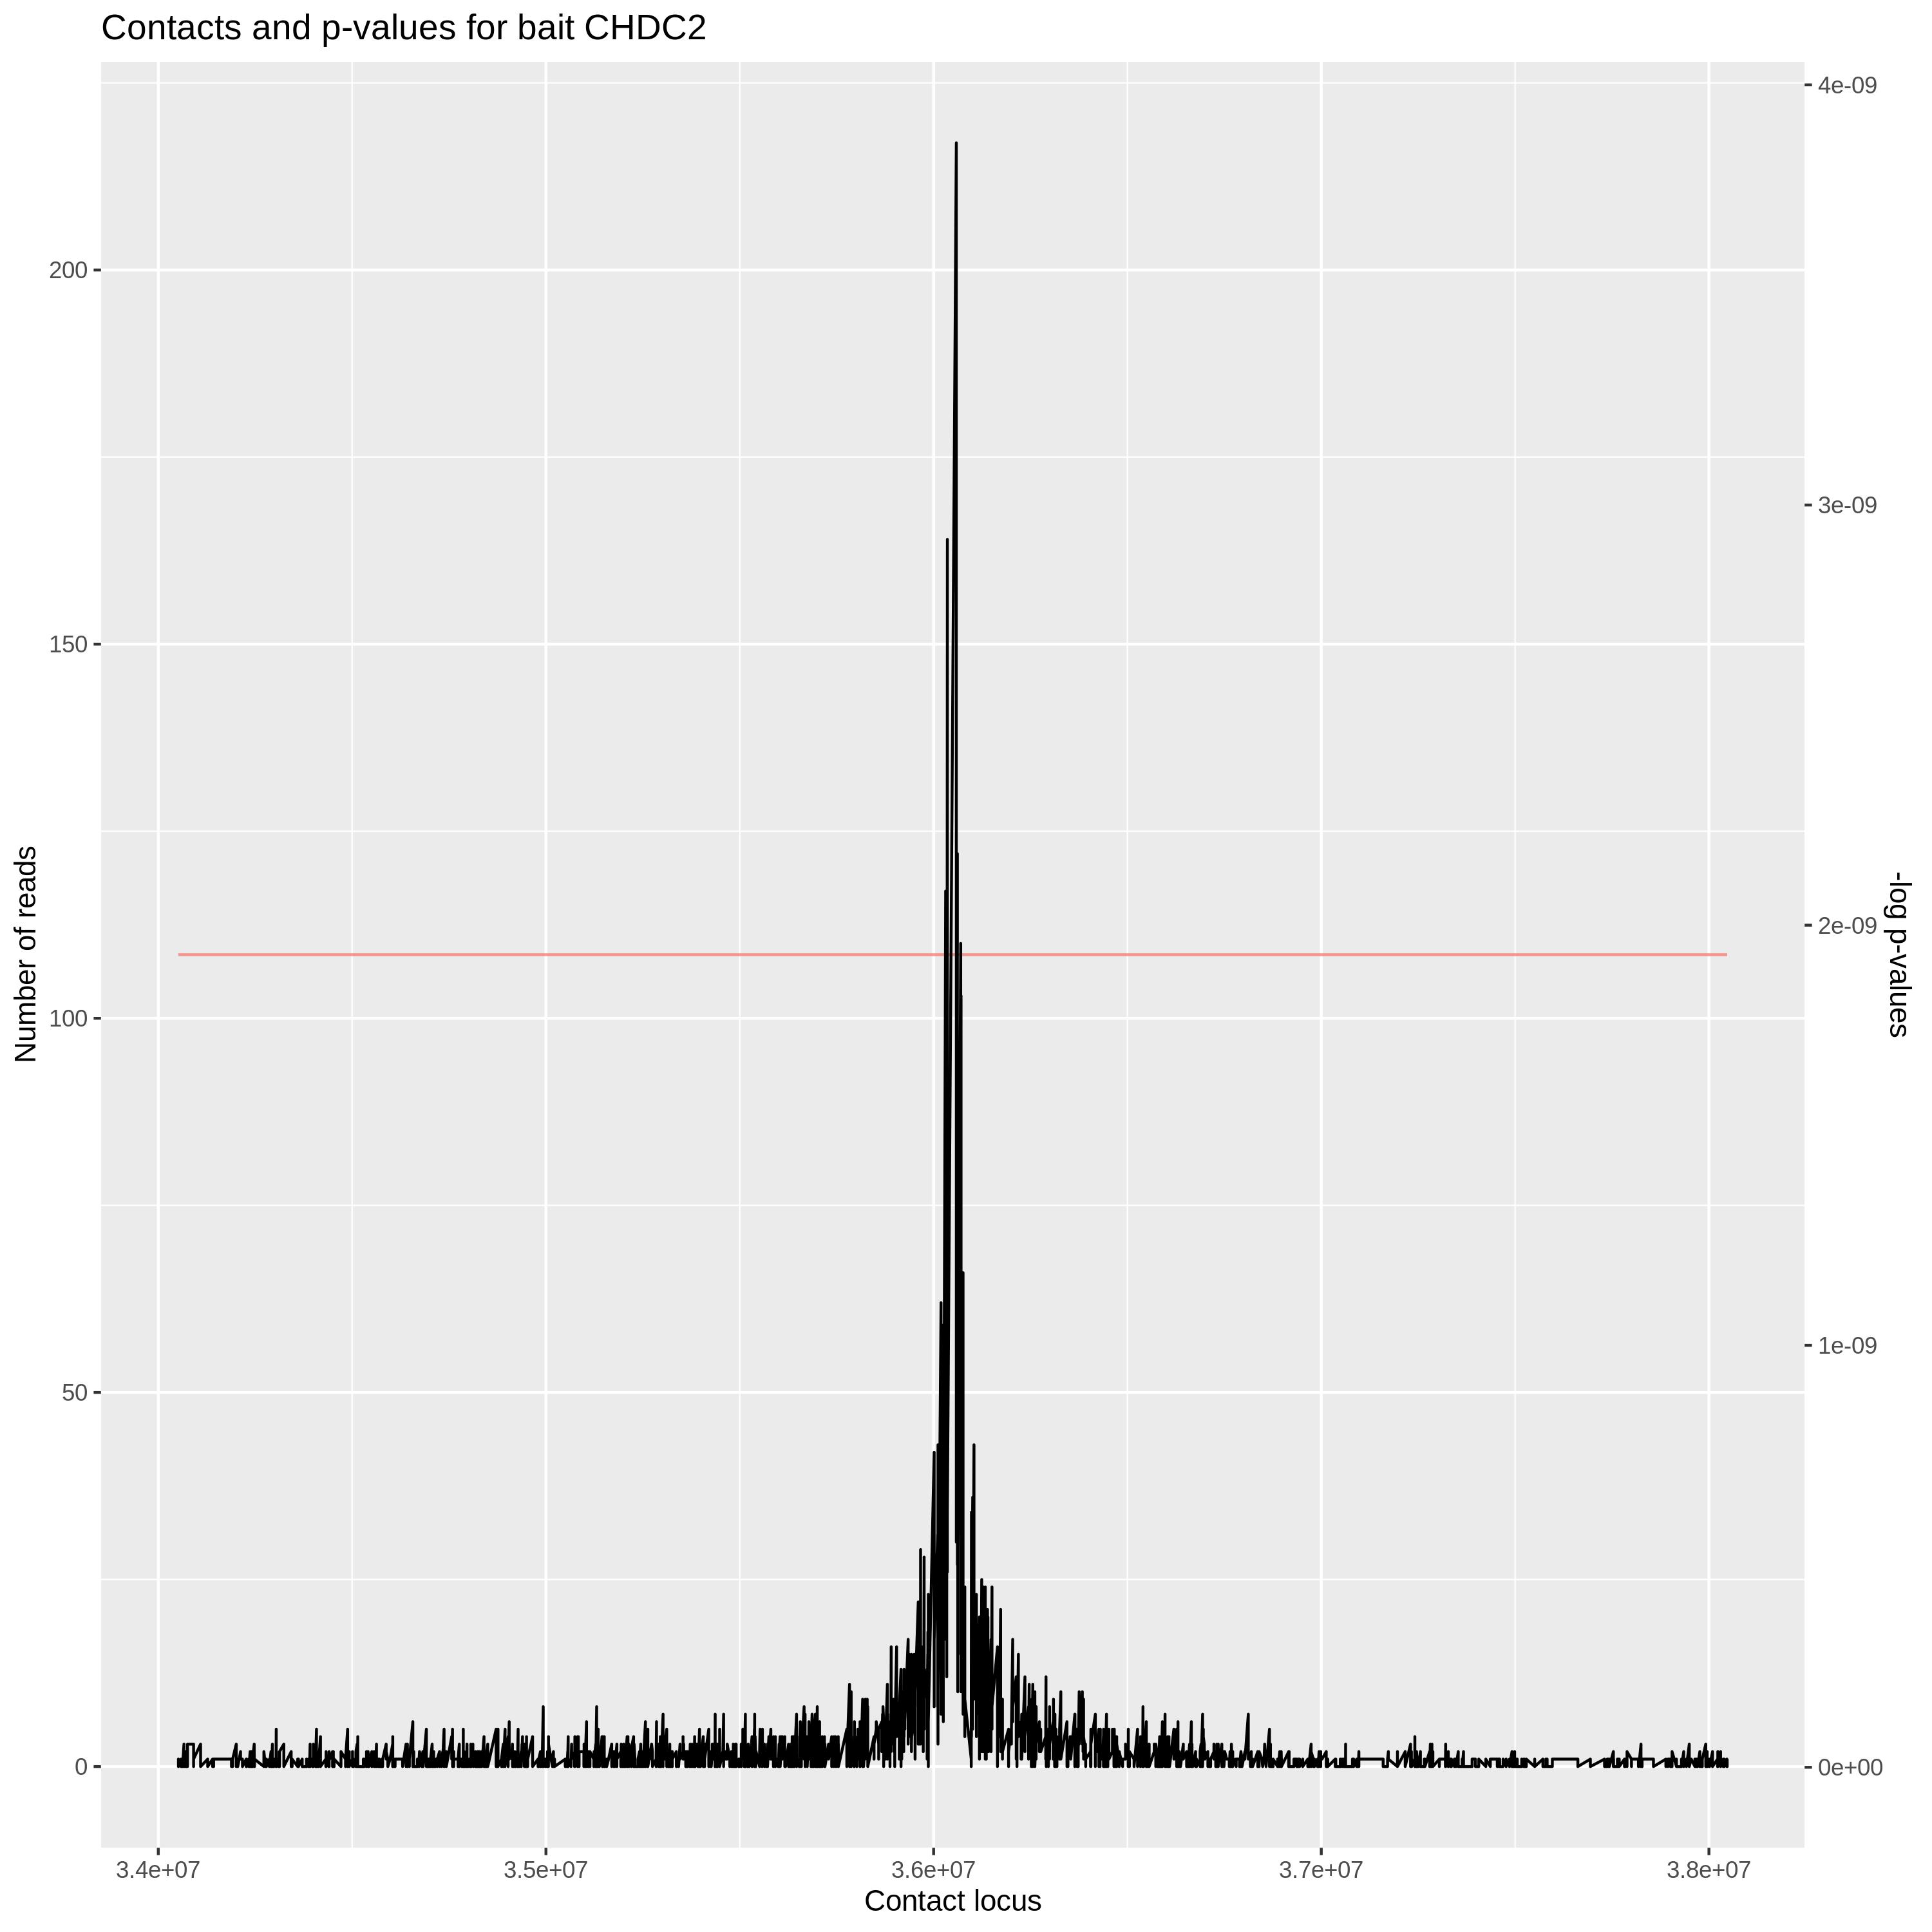 Contacts and p-values for bait CHDC2
4e-09
200
3e-09
150
2e-09
Number of reads
-log p-values
100
1e-09
50
0
0e+00
3.4e+07
3.5e+07
3.6e+07
3.7e+07
3.8e+07
Contact locus